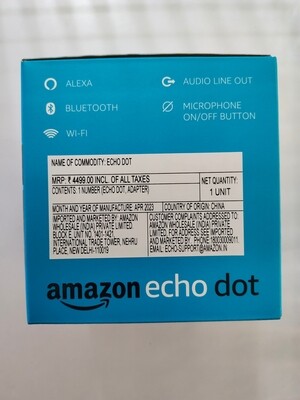 ALEXA
AUDIO LINE OUT
BLUETOOTH
MICROPHONE
ON/OFF BUTTON
WI-FI
NAME OF COMMODITY: ECHO DOT
MRP: ₹ 4499.00 INCL. OF ALL TAXES
CONTENTS: 1 NUMBER (ECHO DOT, ADAPTER)
NET QUANTITY:
1 UNIT
MONTH AND YEAR OF MANUFACTURE: APR 2023
COUNTRY OF ORIGIN: CHINA
IMPORTED AND MARKETED BY: AMAZON
WHOLESALE (INDIA) PRIVATE LIMITED.
BLOCK E, UNIT NO. 1401-1421,
INTERNATIONAL TRADE TOWER, NEHRU
PLACE, NEW DELHI-110019
CUSTOMER COMPLAINTS ADDRESSED TO
AMAZON WHOLESALE (INDIA) PRIVATE
LIMITED. FOR ADDRESS SEE IMPORTED
AND MARKETED BY . PHONE 180030009011,
EMAIL: ECHO-SUPPORT@AMAZON.IN
amazon echo dot